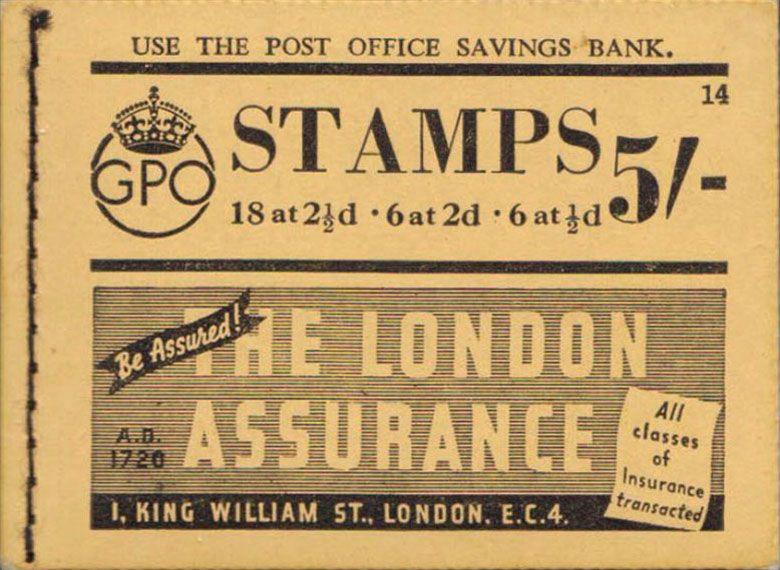 USE THE POST OFFICE SAVINGS BANK.
14
GPO
STAMPS 5/-
18 at 2½d · 6 at 2d · 6 at ½d
Be Assured!
THE LONDON
ASSURANCE
A.D.
1720
All
classes
of
Insurance
transacted
1, KING WILLIAM ST., LONDON. E.C.4.